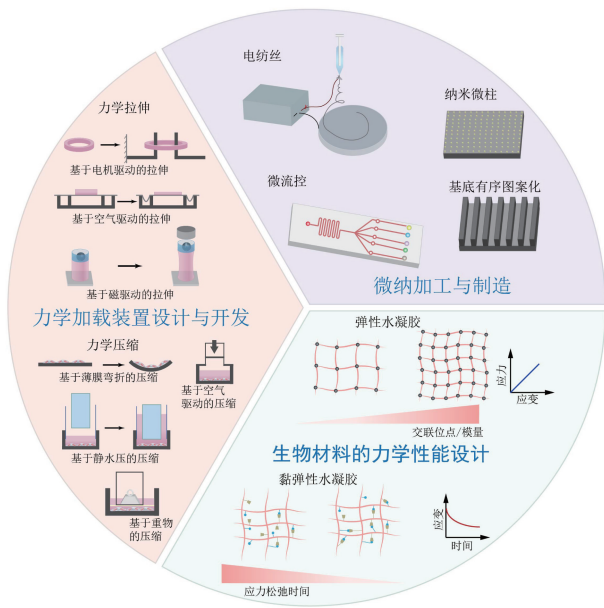 力学拉伸
基于电机驱动的拉伸
基于空气驱动的拉伸
基于磁驱动的拉伸
力学加载装置设计与开发
力学压缩
基于薄膜弯折的压缩
基于空气
驱动的压缩
基于静水压的压缩
基于重物
的压缩
电纺丝
纳米微柱
微流控
基底有序图案化
微纳加工与制造
弹性水凝胶
应力
应变
交联位点/模量
生物材料的力学性能设计
黏弹性水凝胶
应变
时间
应力松弛时间